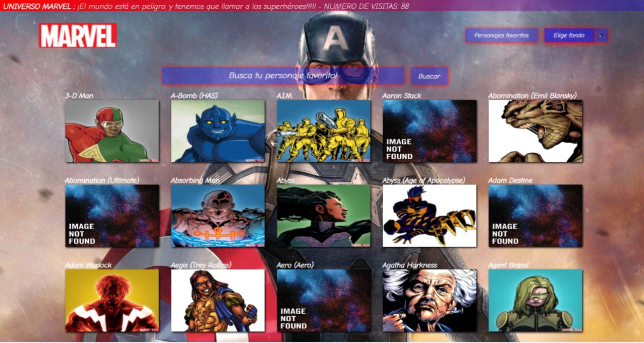 UNIVERSO MARVEL : ¡El mundo está en peligro, y tenemos que llamar a los superhéroes!!!!! - NUMERO DE VISITAS: 88
MARVEL
A
Personajes favoritos
Elige fondo
Busca tu personaje favorito!
Buscar
3-D Man
A-Bomb (HAS)
A.I.M.
Aaron Stack
Abomination (Emil Blonsky)
IMAGE
NOT
FOUND
Abomination (Ultimate)
Absorbing Man
Abyss
Abyss (Age of Apocalypse)
Adam Destine
IMAGE
NOT
FOUND
IMAGE
NOT
FOUND
Adam Warlock
Aegis (Trey Rollins)
Aero (Aero)
Agatha Harkness
Agent Brand
IMAGE
NOT
FOUND